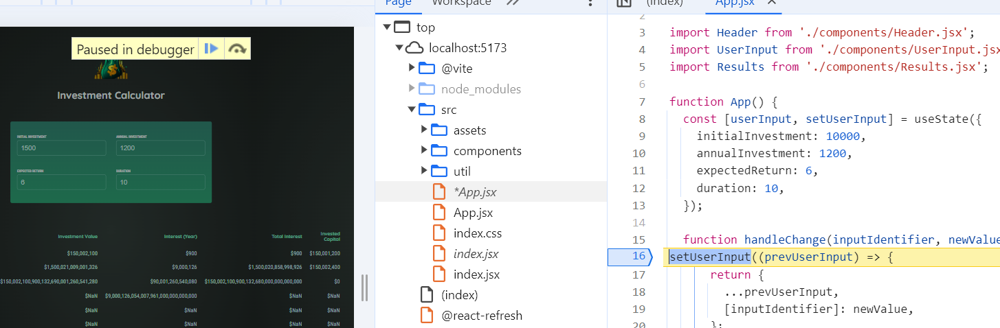 Paused in debugger
Investment Calculator
INITIAL INVESTMENT
ANNUAL INVESTMENT
1500
1200
EXPECTED RETURN
DURATION
6
10
Investment Value Interest (Year) Total Interest Invested Capital
$150,002,100 $900 $900 $150,001,200
$1,500,021,009,001,326 $9,000,126 $1,500,020,858,998,926 $150,002,400
$150,002,100,900,132,690,001,260,541,280 $90,001,260,540,080 $150,002,100,900,132,680,000,000,000,000 $0
$NaN $9,000,126,054,007,961,000,000,000,000 $NaN $NaN
$NaN $NaN $NaN $NaN
$NaN $NaN $NaN $NaN
Page Workspace
top
localhost:5173
@vite
node_modules
src
assets
components
util
*App.jsx
App.jsx
index.css
index.jsx
index.jsx
(index)
@react-refresh
(index) App.jsx
2
3 import Header from './components/Header.jsx';
4 import UserInput from './components/UserInput.jsx
5 import Results from './components/Results.jsx';
6
7 function App() {
8 const [userInput, setUserInput] = useState({
9 initialInvestment: 10000,
10 annualInvestment: 1200,
11 expectedReturn: 6,
12 duration: 10,
13 });
14
15 function handleChange(inputIdentifier, newValue
16 setUserInput((prevUserInput) => {
17 return {
18 ...prevUserInput,
19 [inputIdentifier]: newValue,
20 };